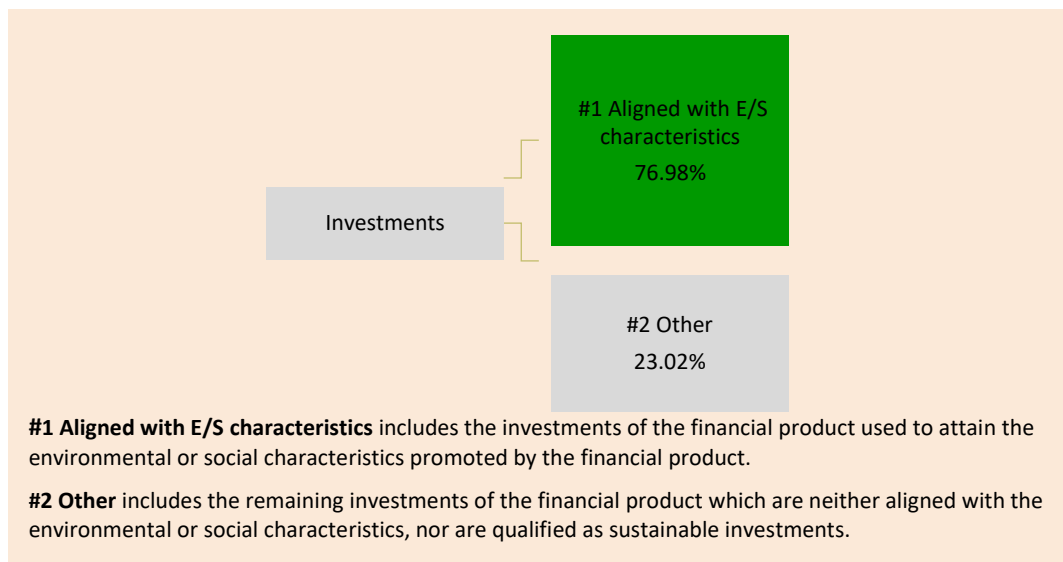 #1 Aligned with E/S
characteristics
76.98%
Investments
#2 Other
23.02%
#1 Aligned with E/S characteristics includes the investments of the financial product used to attain the
environmental or social characteristics promoted by the financial product.
#2 Other includes the remaining investments of the financial product which are neither aligned with the
environmental or social characteristics, nor are qualified as sustainable investments.